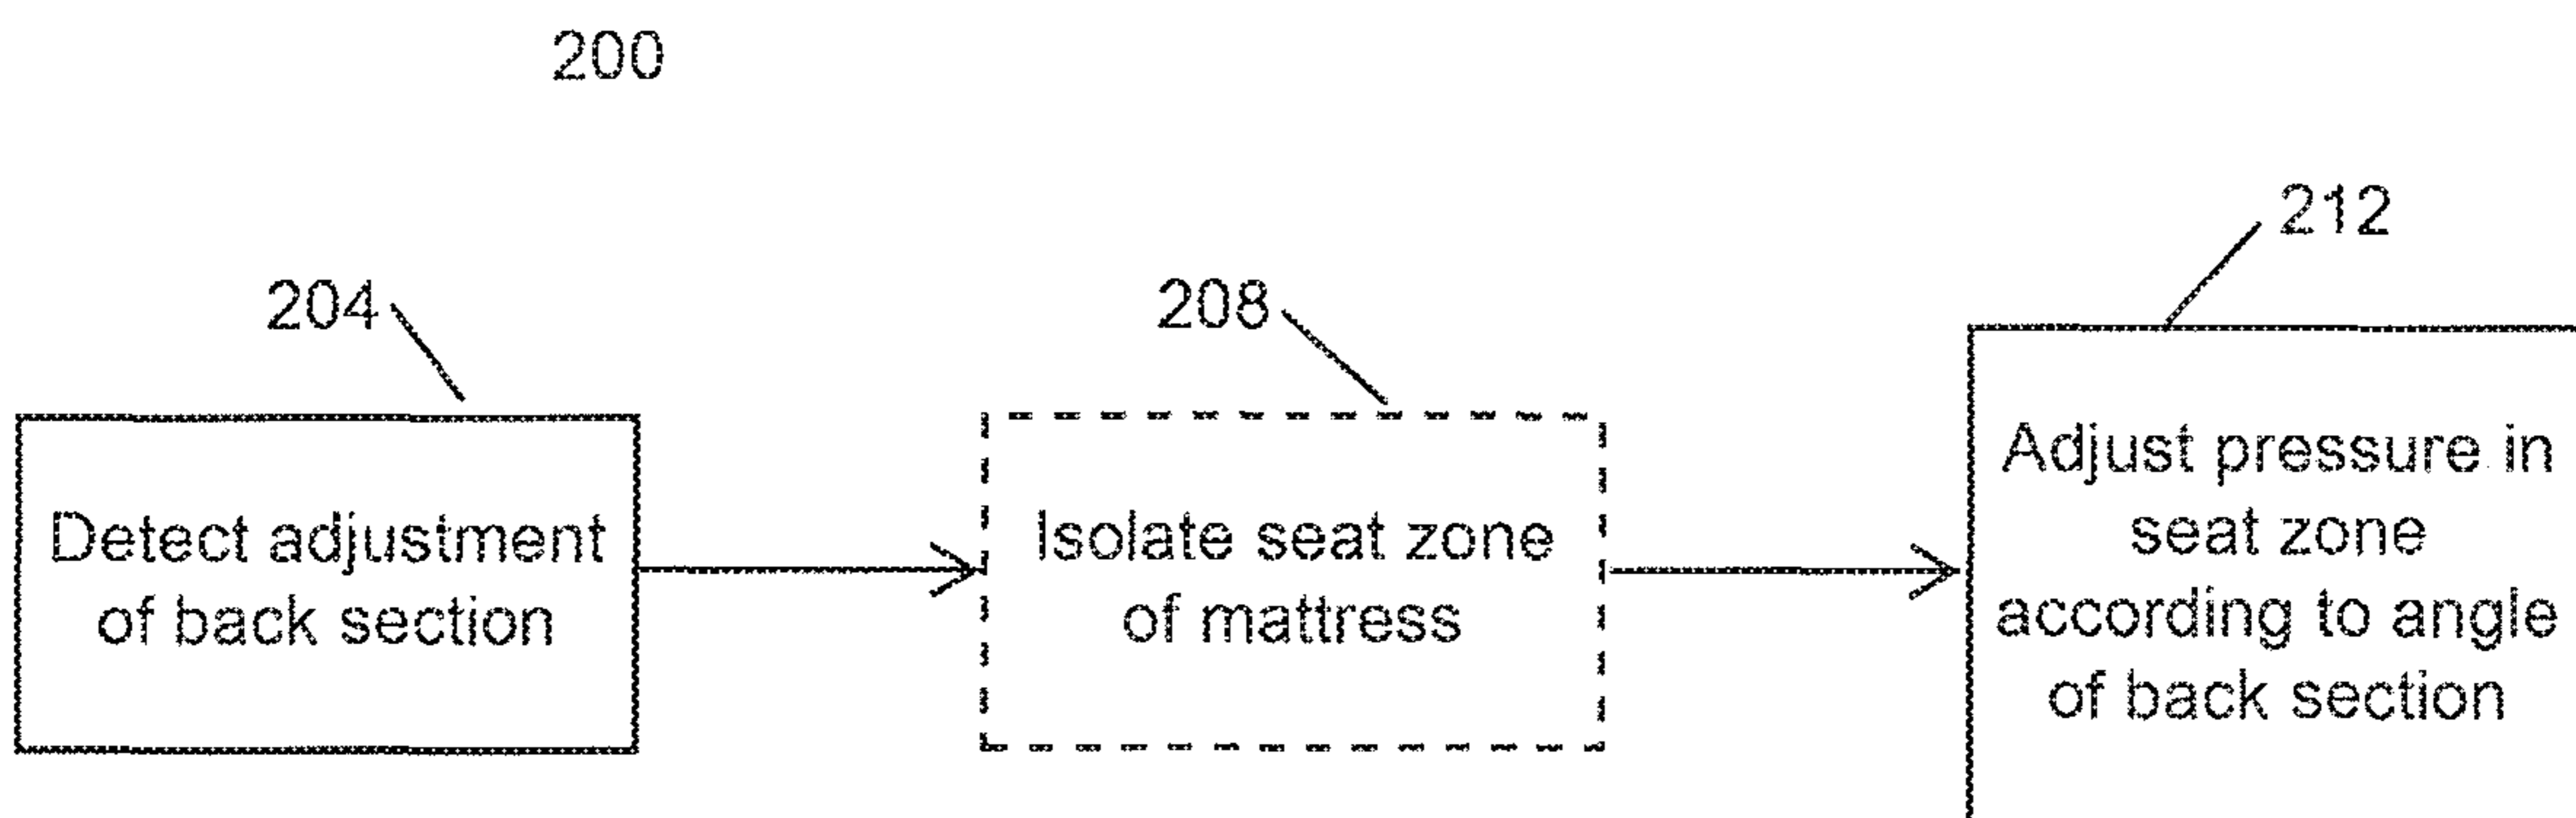 200
204
208
212
Detect adjustment
of back section
Isolate seat zone
of mattress
Adjust pressure in
seat zone
according to angle
of back section